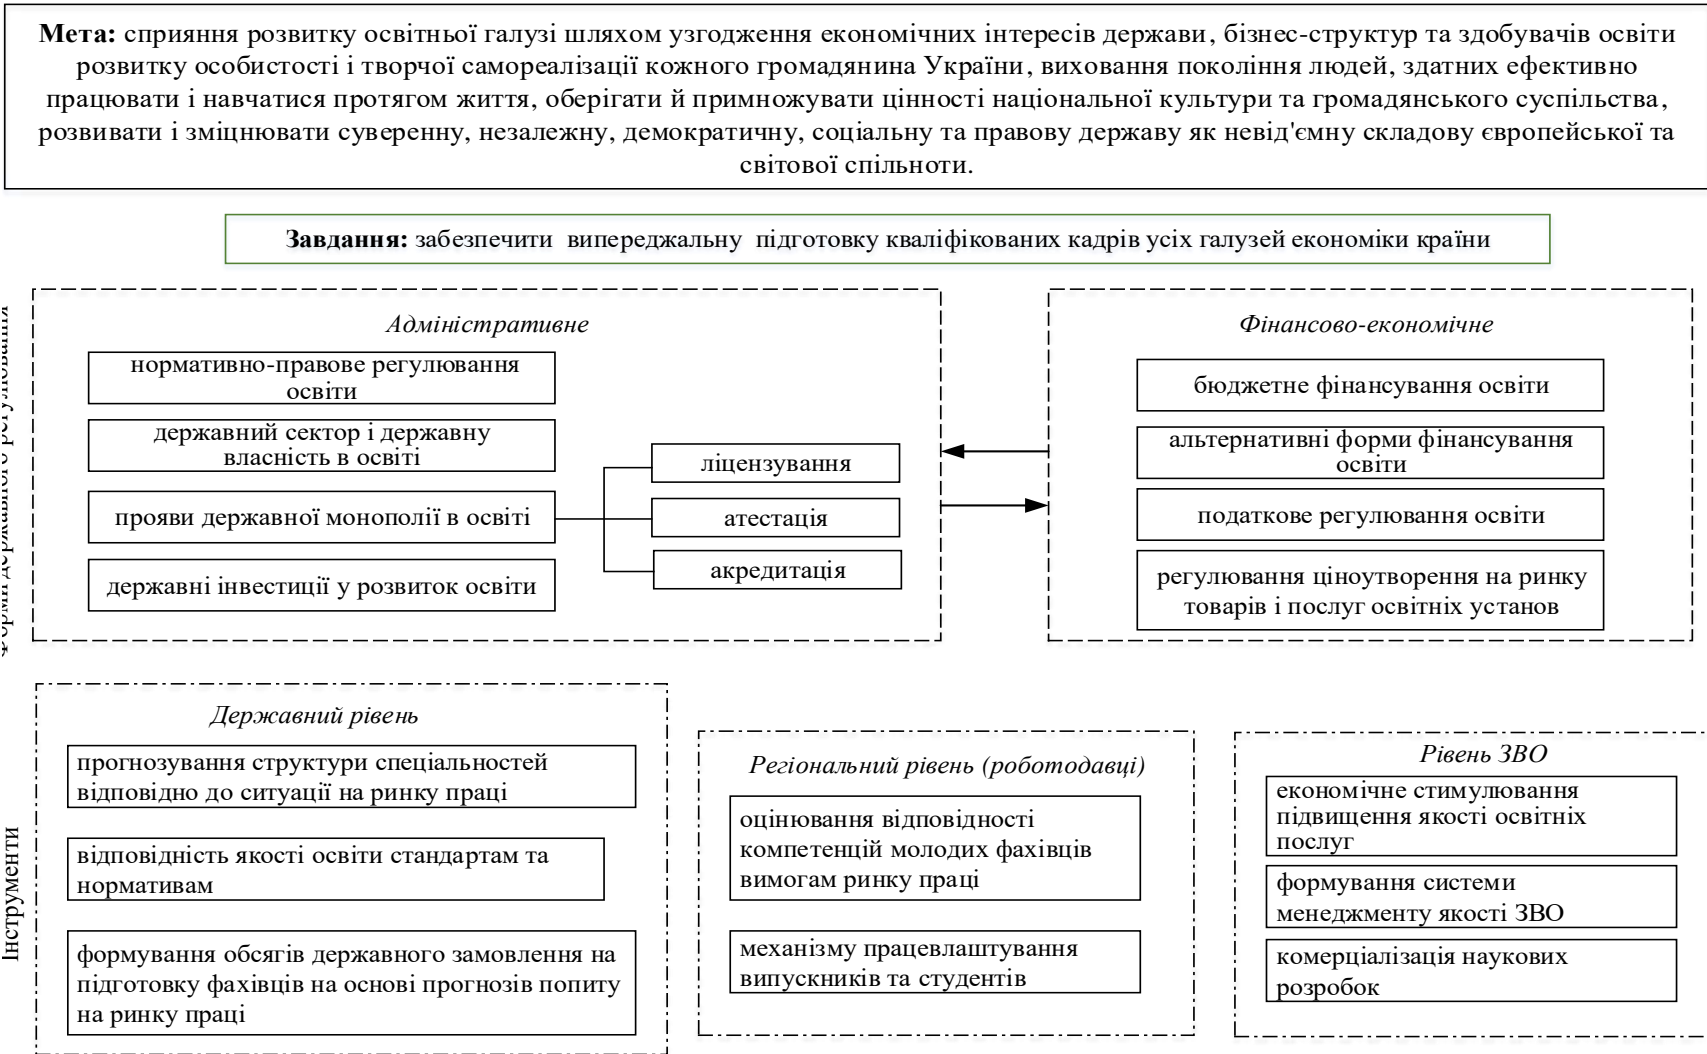 Мета: сприяння розвитку освітньої галузі шляхом узгодження економічних інтересів держави, бізнес-структур та здобувачів освіти
розвитку особистості і творчої самореалізації кожного громадянина України, виховання покоління людей, здатних ефективно
працювати і навчатися протягом життя, оберігати й примножувати цінності національної культури та громадянського суспільства,
розвивати і зміцнювати суверенну, незалежну, демократичну, соціальну та правову державу як невід'ємну складову європейської та
світової спільноти.
Завдання: забезпечити випереджальну підготовку кваліфікованих кадрів усіх галузей економіки країни
Форми державного регулювання
Адміністративне
нормативно-правове регулювання
освіти
державний сектор і державну
власність в освіті
прояви державної монополії в освіті
державні інвестиції у розвиток освіти
ліцензування
атестація
акредитація
Фінансово-економічне
бюджетне фінансування освіти
альтернативні форми фінансування
освіти
податкове регулювання освіти
регулювання ціноутворення на ринку
товарів і послуг освітніх установ
Інструменти
Державний рівень
прогнозування структури спеціальностей
відповідно до ситуації на ринку праці
відповідність якості освіти стандартам та
нормативам
формування обсягів державного замовлення на
підготовку фахівців на основі прогнозів попиту
на ринку праці
Регіональний рівень (роботодавці)
оцінювання відповідності
компетенцій молодих фахівців
вимогам ринку праці
механізму працевлаштування
випускників та студентів
Рівень ЗВО
економічне стимулювання
підвищення якості освітніх
послуг
формування системи
менеджменту якості ЗВО
комерціалізація наукових
розробок